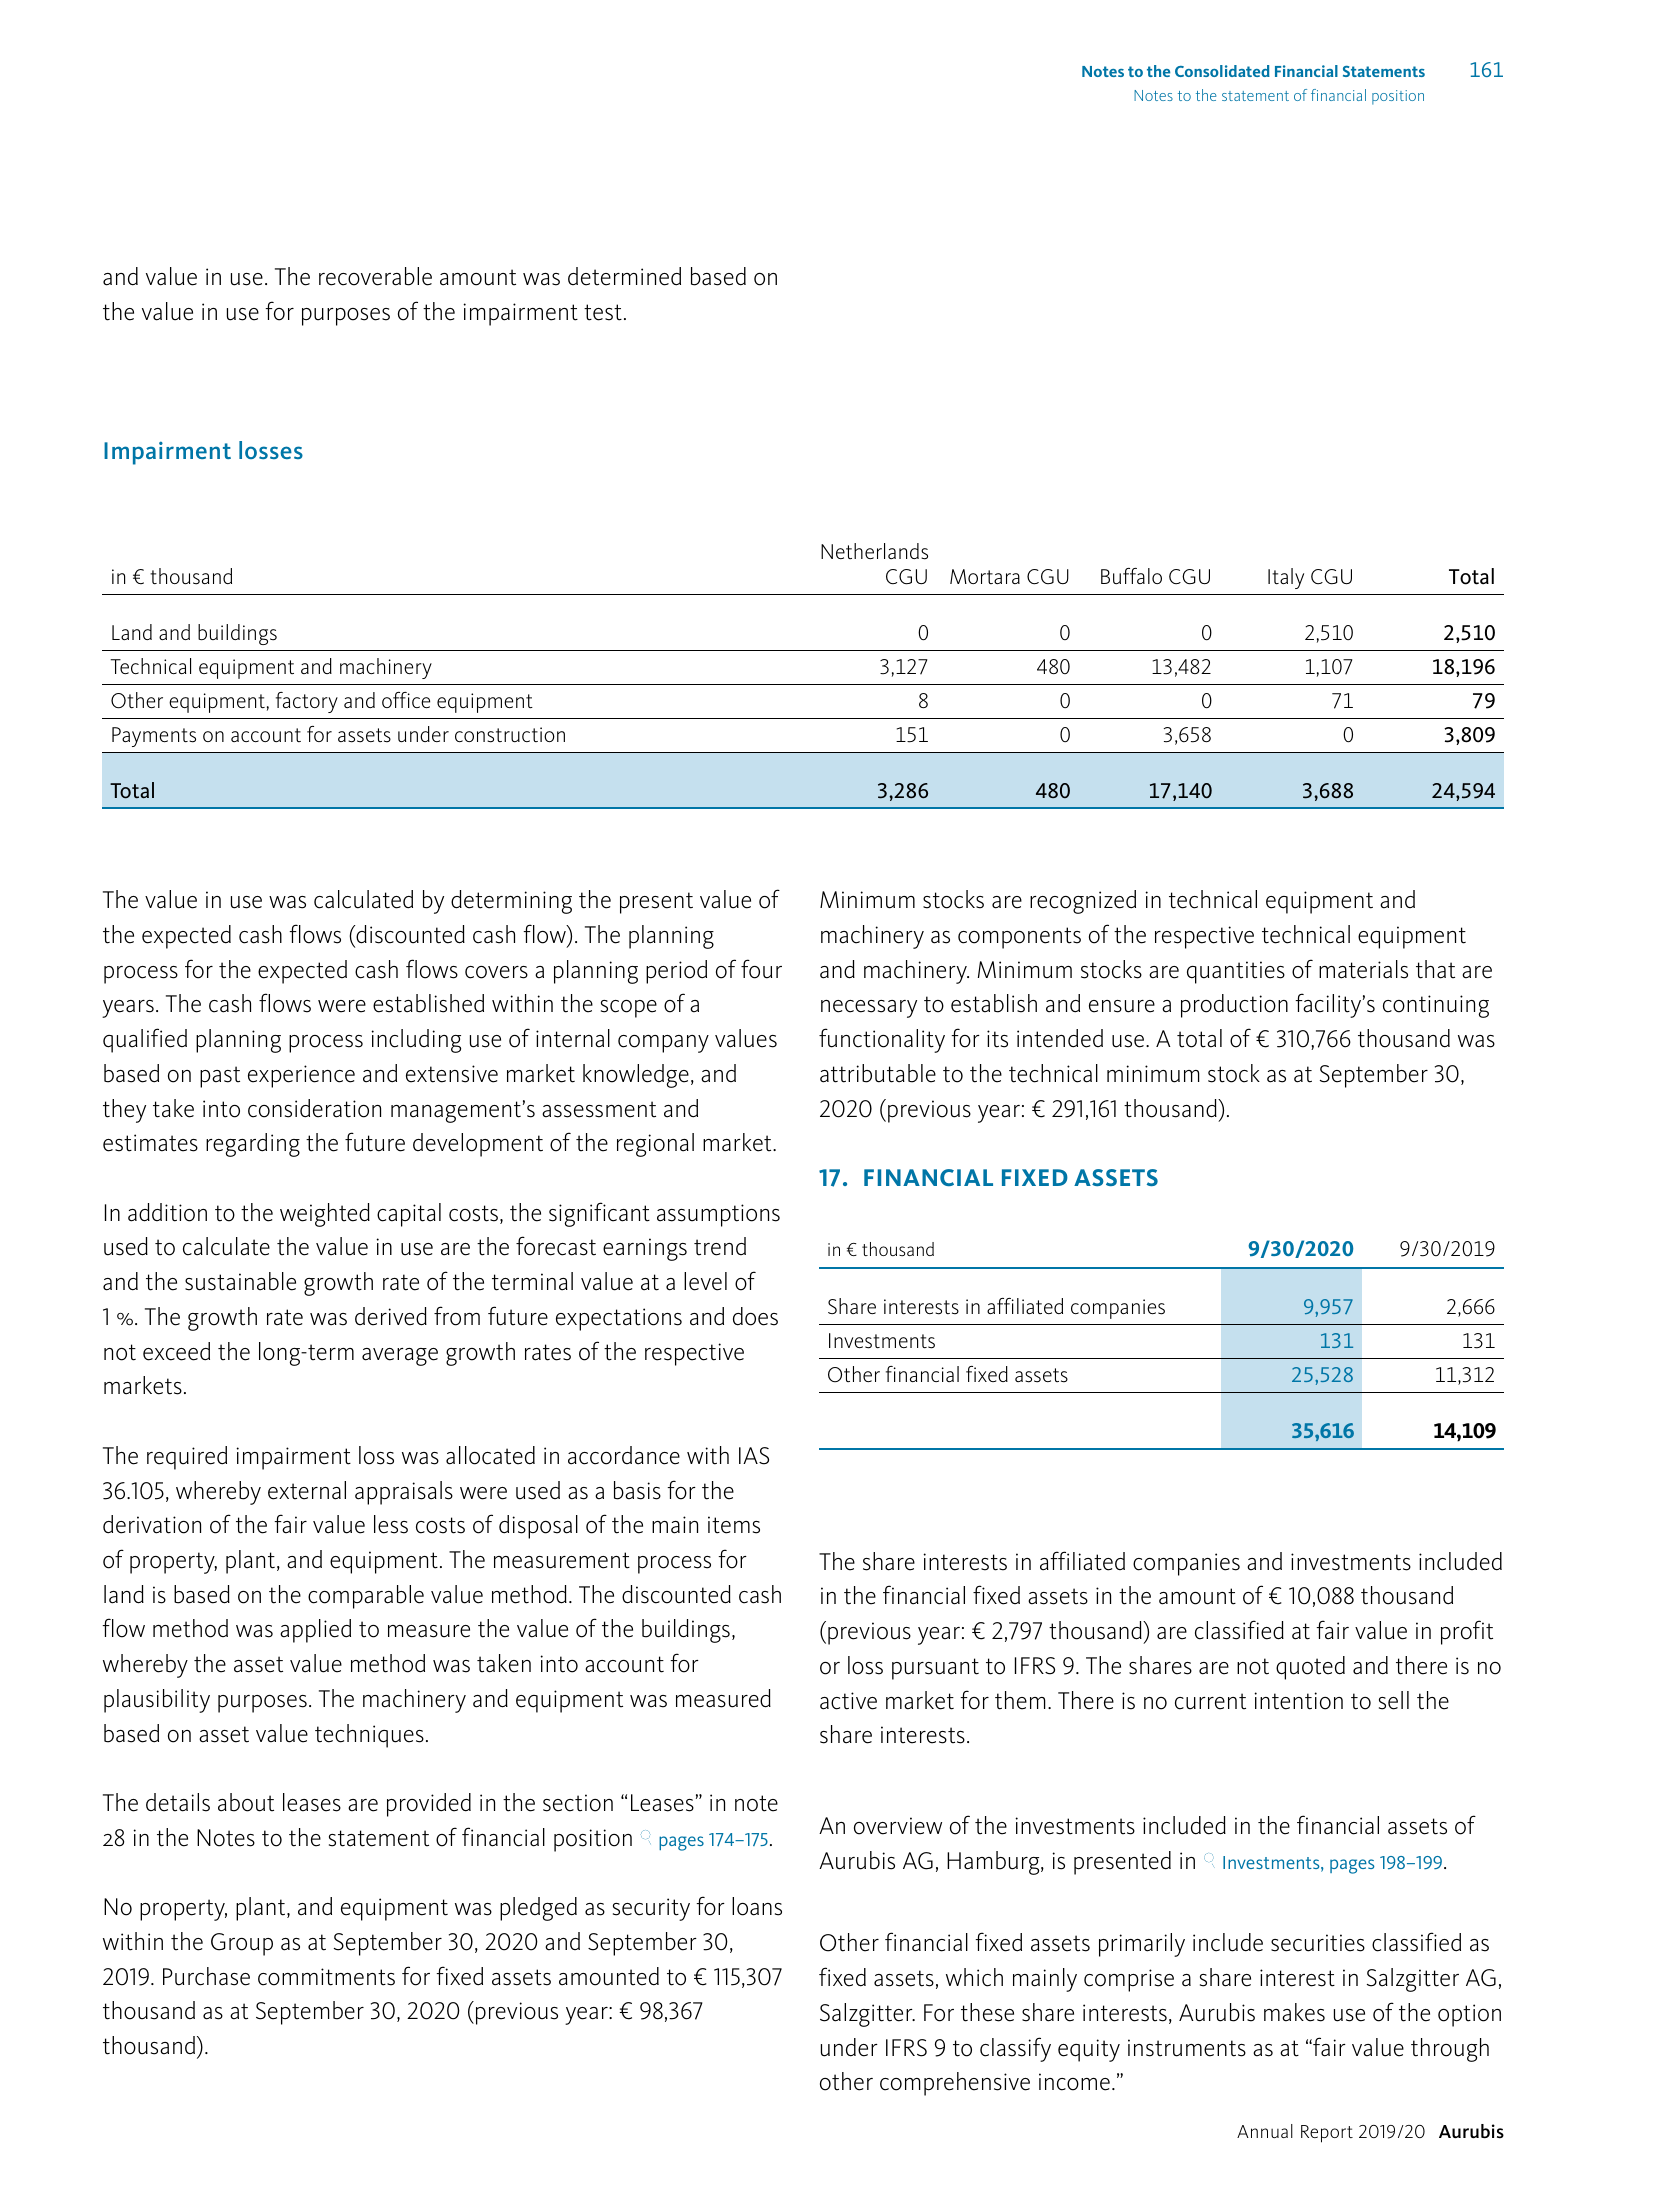 Notes to the Consolidated Financial Statements 161
Notes to the statement of financial position
and value in use. The recoverable amount was determined based on
the value in use for purposes of the impairment test.
Impairment losses
in € thousand Netherlands CGU Mortara CGU Buffalo CGU Italy CGU Total
Land and buildings 0 0 0 2,510 2,510
Technical equipment and machinery 3,127 480 13,482 1,107 18,196
Other equipment, factory and office equipment 8 0 0 71 79
Payments on account for assets under construction 151 0 3,658 0 3,809
Total 3,286 480 17,140 3,688 24,594
The value in use was calculated by determining the present value of
the expected cash flows (discounted cash flow). The planning
process for the expected cash flows covers a planning period of four
years. The cash flows were established within the scope of a
qualified planning process including use of internal company values
based on past experience and extensive market knowledge, and
they take into consideration management’s assessment and
estimates regarding the future development of the regional market.
In addition to the weighted capital costs, the significant assumptions
used to calculate the value in use are the forecast earnings trend
and the sustainable growth rate of the terminal value at a level of
1 %. The growth rate was derived from future expectations and does
not exceed the long-term average growth rates of the respective
markets.
The required impairment loss was allocated in accordance with IAS
36.105, whereby external appraisals were used as a basis for the
derivation of the fair value less costs of disposal of the main items
of property, plant, and equipment. The measurement process for
land is based on the comparable value method. The discounted cash
flow method was applied to measure the value of the buildings,
whereby the asset value method was taken into account for
plausibility purposes. The machinery and equipment was measured
based on asset value techniques.
The details about leases are provided in the section “Leases” in note
28 in the Notes to the statement of financial position pages 174–175.
No property, plant, and equipment was pledged as security for loans
within the Group as at September 30, 2020 and September 30,
2019. Purchase commitments for fixed assets amounted to € 115,307
thousand as at September 30, 2020 (previous year: € 98,367
thousand).
Minimum stocks are recognized in technical equipment and
machinery as components of the respective technical equipment
and machinery. Minimum stocks are quantities of materials that are
necessary to establish and ensure a production facility’s continuing
functionality for its intended use. A total of € 310,766 thousand was
attributable to the technical minimum stock as at September 30,
2020 (previous year: € 291,161 thousand).
17. FINANCIAL FIXED ASSETS
in € thousand 9/30/2020 9/30/2019
Share interests in affiliated companies 9,957 2,666
Investments 131 131
Other financial fixed assets 25,528 11,312
35,616 14,109
The share interests in affiliated companies and investments included
in the financial fixed assets in the amount of € 10,088 thousand
(previous year: € 2,797 thousand) are classified at fair value in profit
or loss pursuant to IFRS 9. The shares are not quoted and there is no
active market for them. There is no current intention to sell the
share interests.
An overview of the investments included in the financial assets of
Aurubis AG, Hamburg, is presented in Investments, pages 198–199.
Other financial fixed assets primarily include securities classified as
fixed assets, which mainly comprise a share interest in Salzgitter AG,
Salzgitter. For these share interests, Aurubis makes use of the option
under IFRS 9 to classify equity instruments as at “fair value through
other comprehensive income.”
Annual Report 2019/20 Aurubis